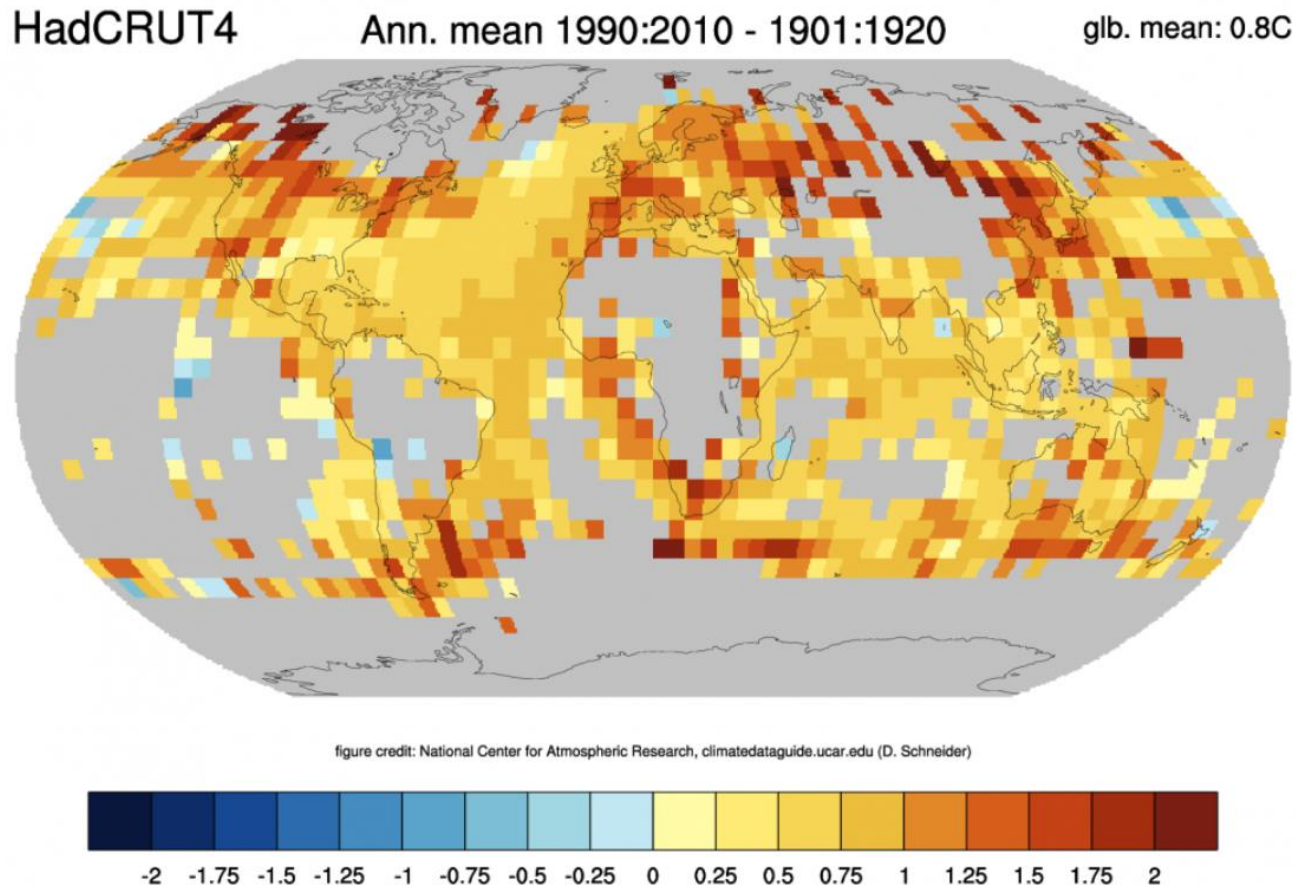 HadCRUT4 Ann. mean 1990:2010 - 1901:1920 glb. mean: 0.8C
figure credit: National Center for Atmospheric Research, climatedataguide.ucar.edu (D. Schneider)
-2 -1.75 -1.5 -1.25 -1 -0.75 -0.5 -0.25 0 0.25 0.5 0.75 1 1.25 1.5 1.75 2